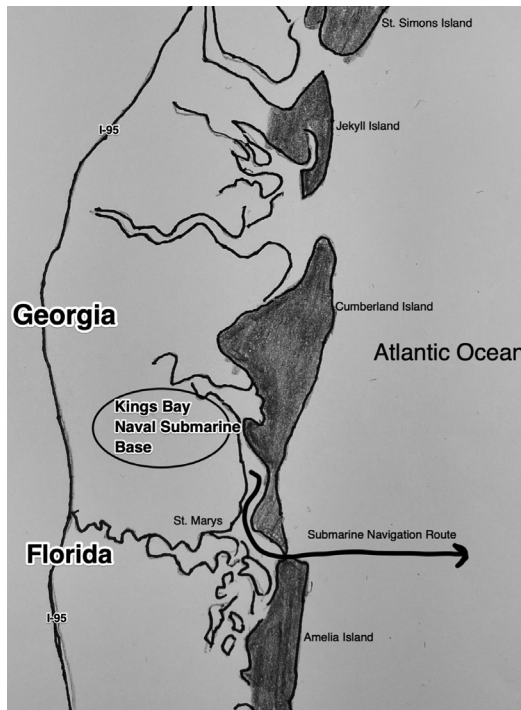 St. Simons Island
I-95
Jekyll Island
Georgia
Cumberland Island
Atlantic Ocean
Kings Bay
Naval Submarine
Base
St. Marys
Submarine Navigation Route
Florida
I-95
Amelia Island